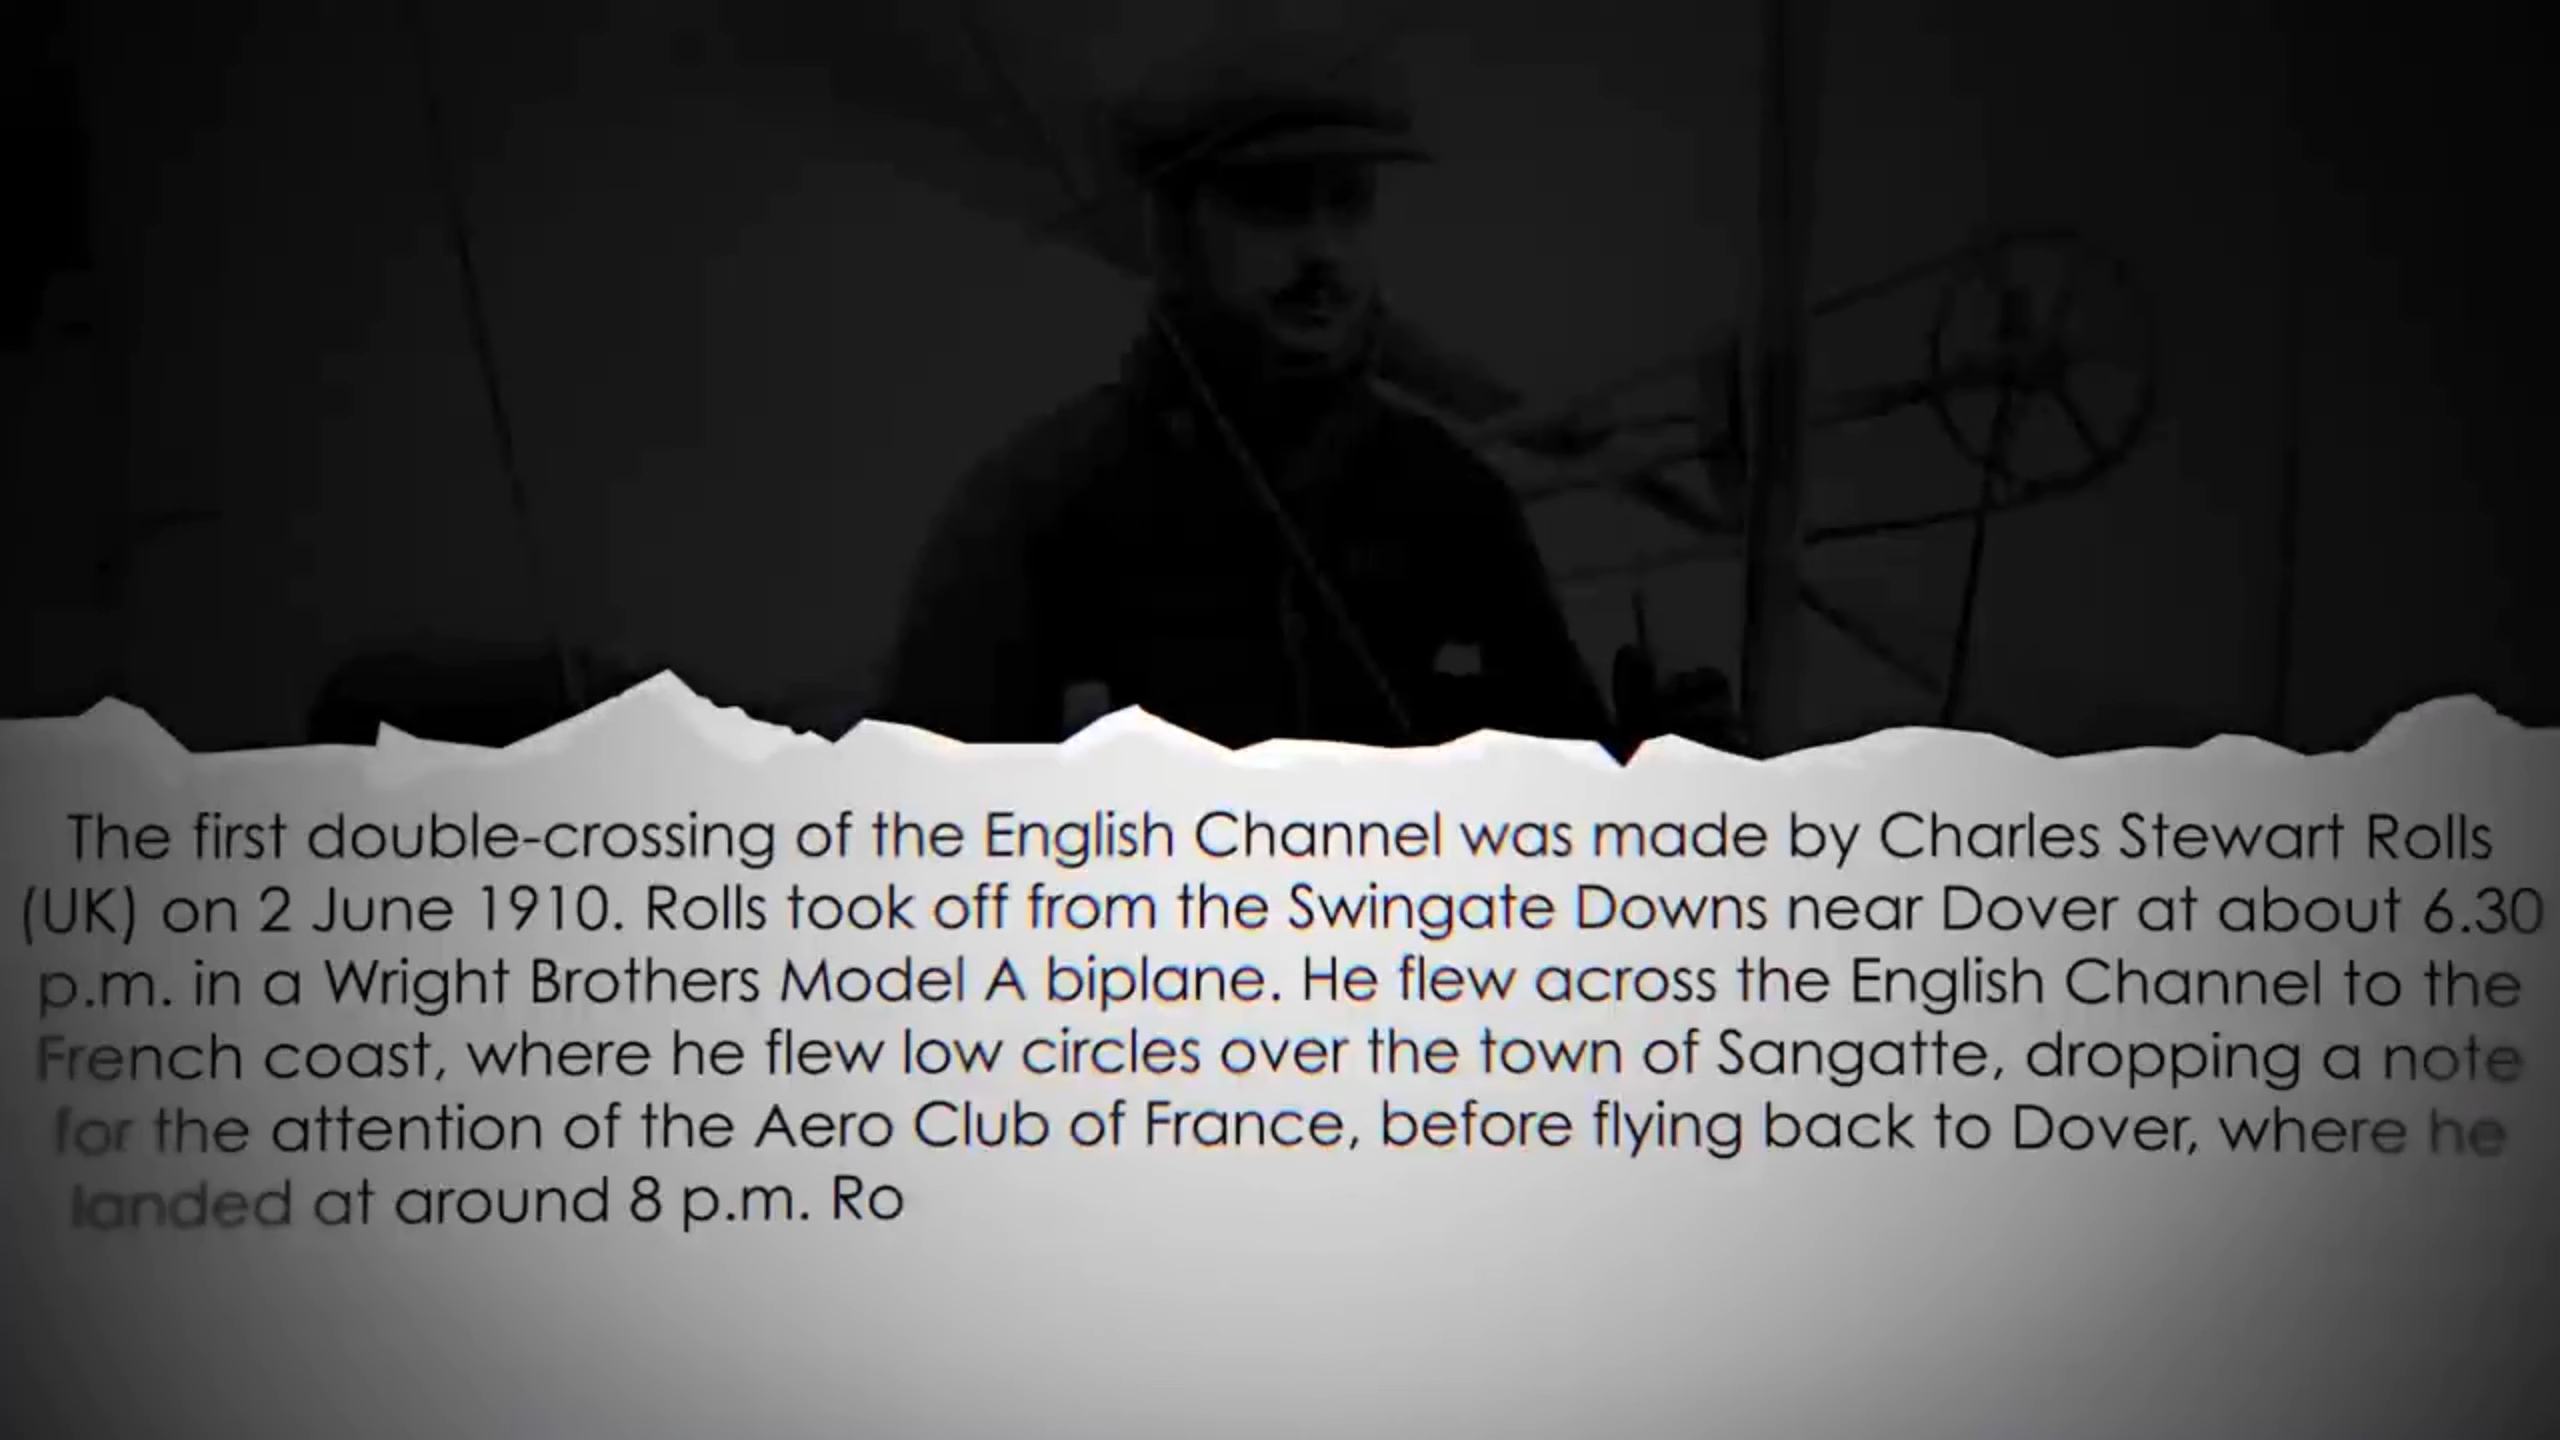 The first double-crossing of the English Channel was made by Charles Stewart Rolls
(UK) on 2 June 1910. Rolls took off from the Swingate Downs near Dover at about 6.30
p.m. in a Wright Brothers Model A biplane. He flew across the English Channel to the
French coast, where he flew low circles over the town of Sangatte, dropping a note
for the attention of the Aero Club of France, before flying back to Dover, where he
landed at around 8 p.m. Ro